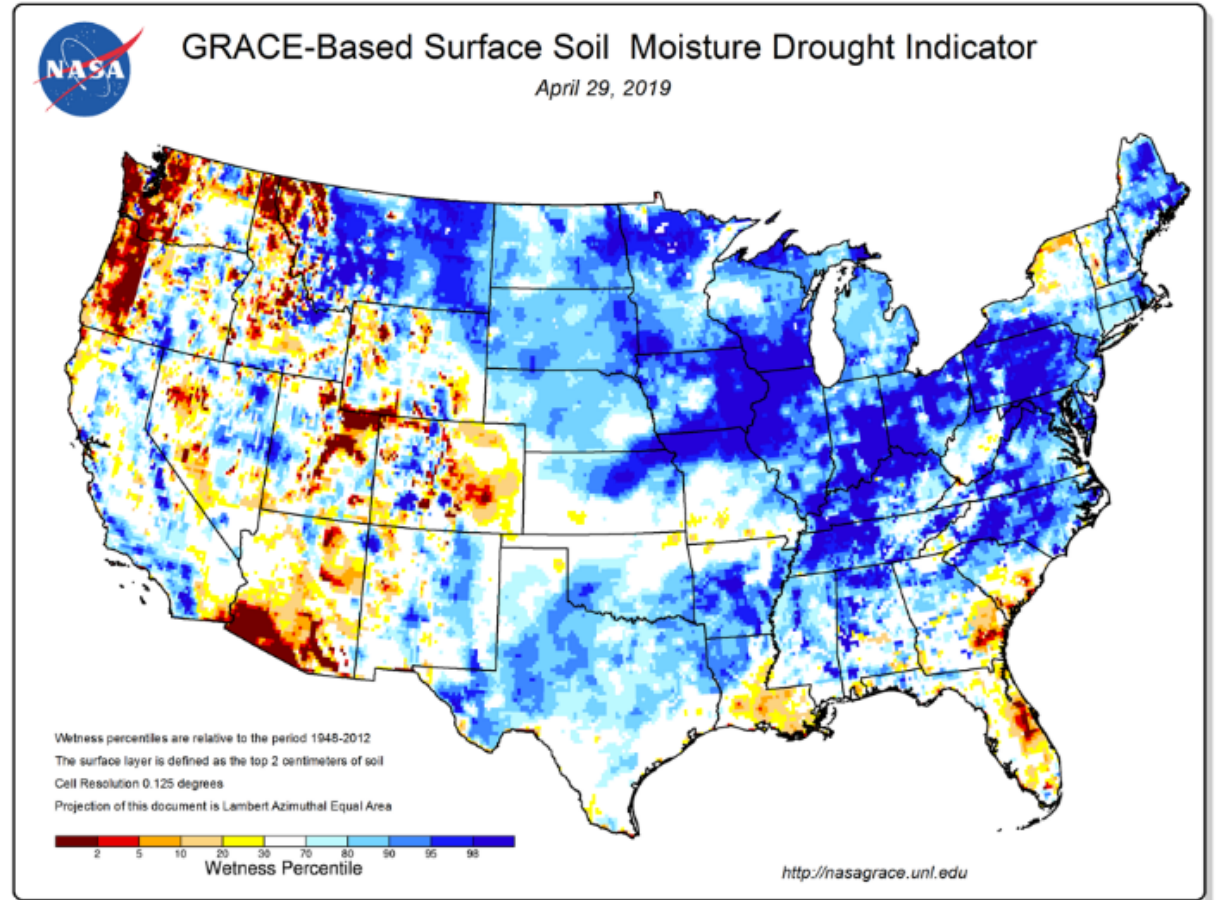 NASA
GRACE-Based Surface Soil Moisture Drought Indicator
April 29, 2019
Wetness percentiles are relative to the period 1948-2012
The surface layer is defined as the top 2 centimeters of soil
Cell Resolution 0.125 degrees
Projection of this document is Lambert Azimuthal Equal Area
2 5 10 20 30 70 80 90 95 98
Wetness Percentile
http://nasagrace.unl.edu